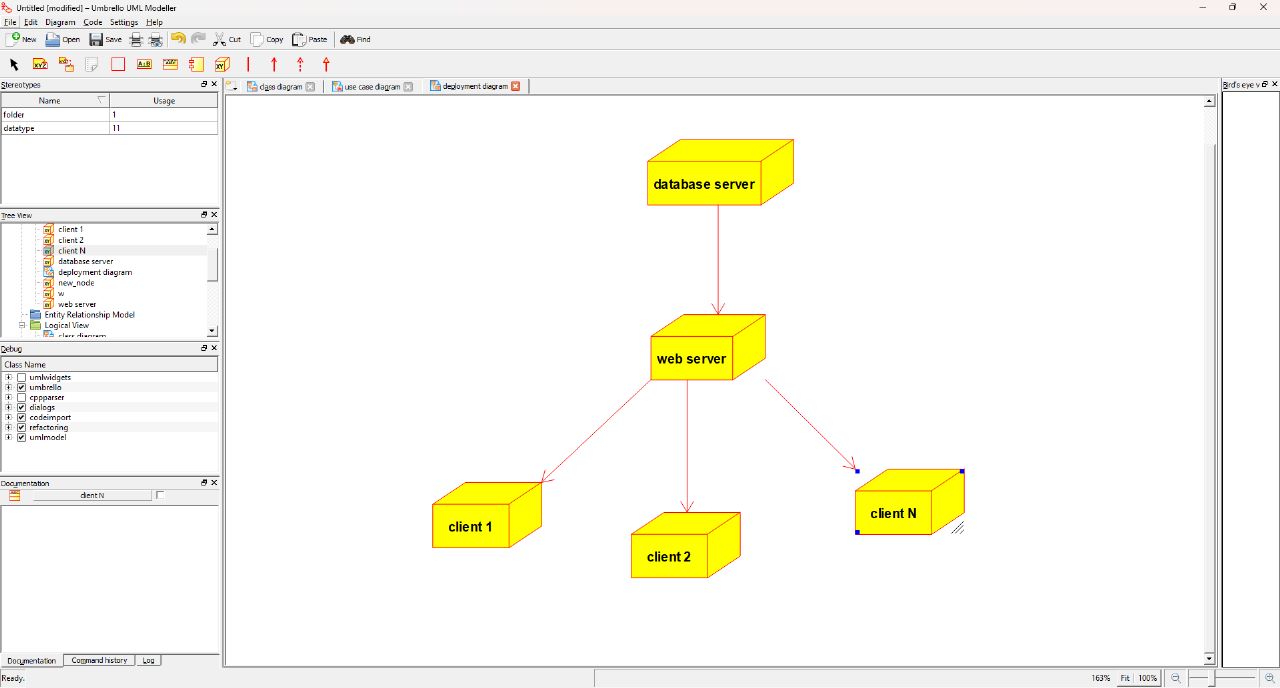 Untitled [modified] – Umbrello UML Modeller
File Edit Diagram Code Settings Help
New Open Save Cut Copy Paste Find
Stereotypes
Name Usage
folder 1
datatype 11
Tree View
client 1
client 2
client N
database server
deployment diagram
new_node
w
web server
Entity Relationship Model
Logical View
class diagram
Debug
Class Name
umlwidgets
umbrello
cppparser
dialogs
codeimport
refactoring
umlmodel
Documentation
client N
Documentation Command history Log
Ready.
class diagram use case diagram deployment diagram
database server
web server
client 1
client 2
client N
Bird's eye v
163% Fit 100%